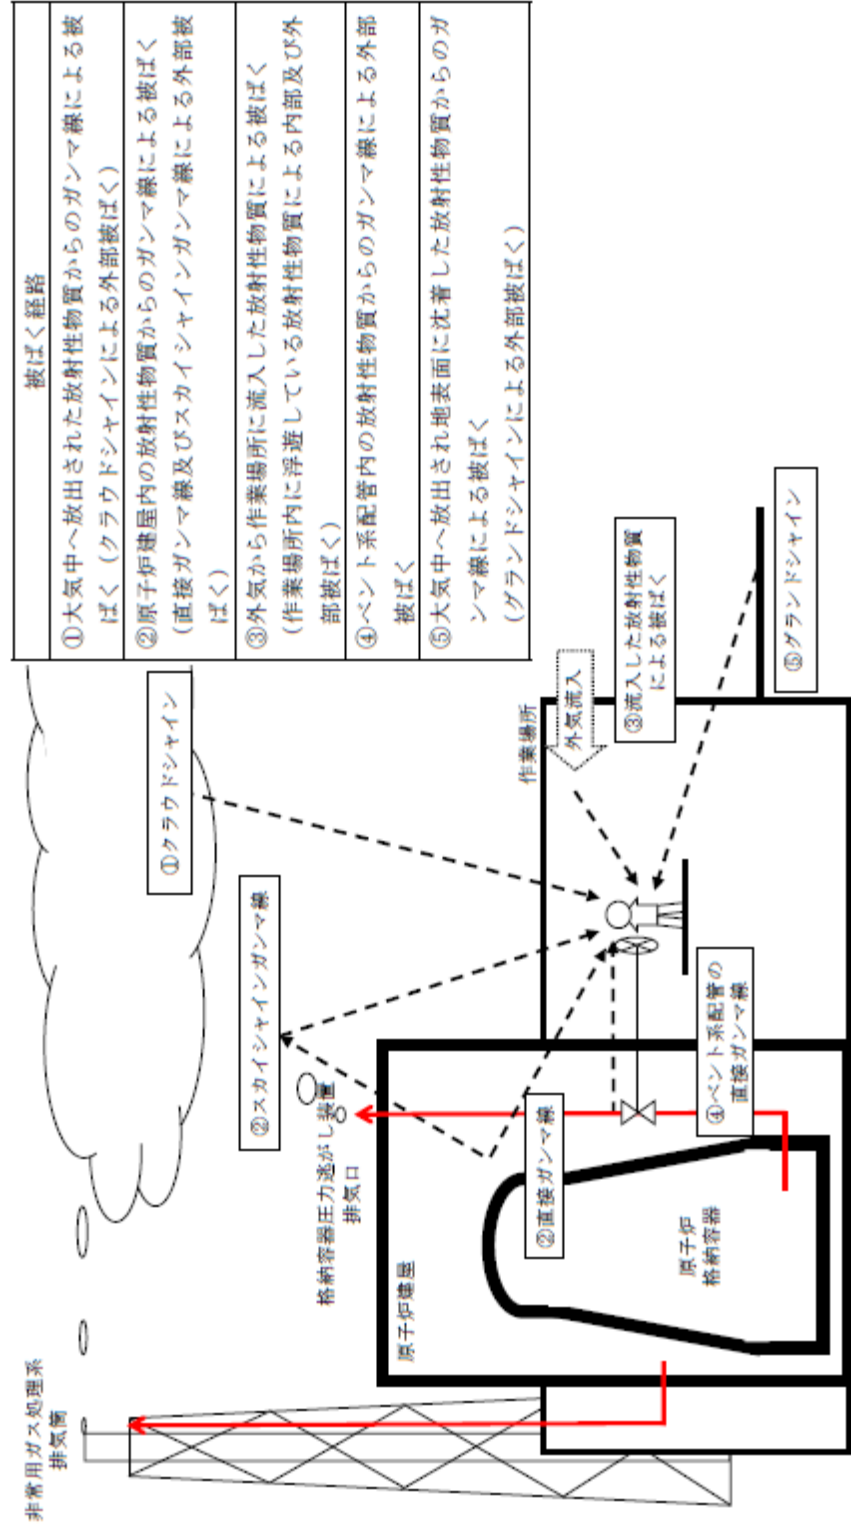 被ばく経路
①大気中へ放出された放射性物質からのガンマ線による被
ばく（クラウドシャインによる外部被ばく）
②原子炉建屋内の放射性物質からのガンマ線による被ばく
（直接ガンマ線及びスカイシャインガンマ線による外部被
ばく）
③外気から作業場所に流入した放射性物質による被ばく
（作業場所内に浮遊している放射性物質による内部及び外
部被ばく）
④ベント系配管内の放射性物質からのガンマ線による外部
被ばく
⑤大気中へ放出され地表面に沈着した放射性物質からのガ
ンマ線による被ばく
（グランドシャインによる外部被ばく）
非常用ガス処理系
排気筒
①クラウドシャイン
②スカイシャインガンマ線
格納容器圧力逃がし装置
排気口
原子炉建屋
②直接ガンマ線
原子炉
格納容器
④ベント系配管の
直接ガンマ線
作業場所
外気流入
③流入した放射性物質
による被ばく
⑤グランドシャイン